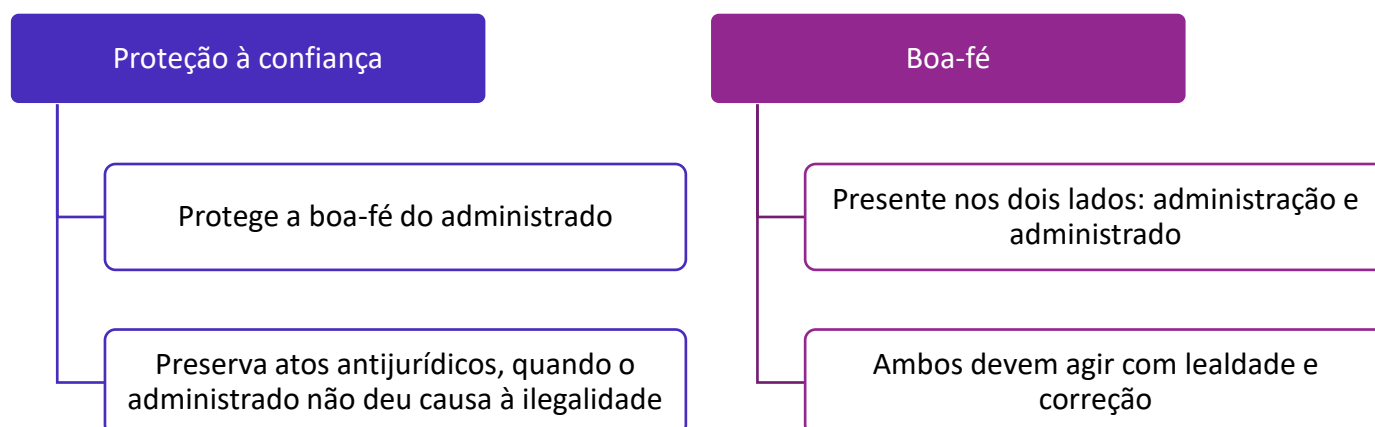 Proteção à confiança
Protege a boa-fé do administrado
Preserva atos antijurídicos, quando o
administrado não deu causa à ilegalidade
Boa-fé
Presente nos dois lados: administração e
administrado
Ambos devem agir com lealdade e
correção